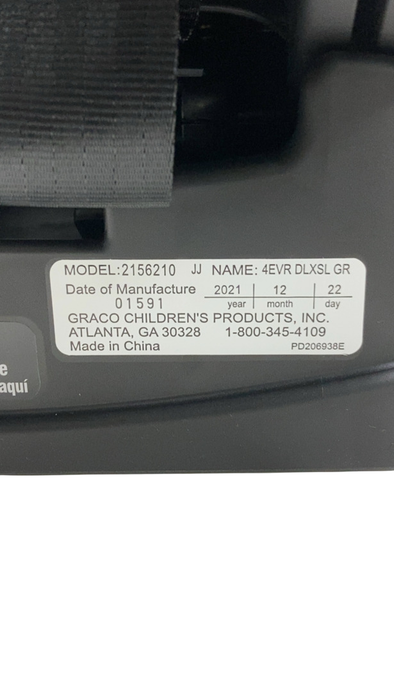 MODEL:2156210 JJ NAME: 4EVR DLXSL GR
Date of Manufacture 2021 12 22
01591 year month day
GRACO CHILDREN'S PRODUCTS, INC.
ATLANTA, GA 30328 1-800-345-4109
Made in China PD206938E
e
aquí